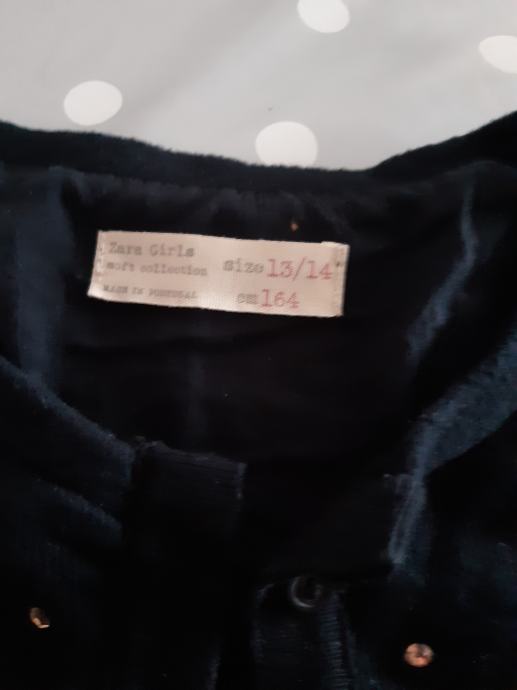 Zara Girls
soft collection
size 13/14
MADE IN PORTUGAL
cm 164